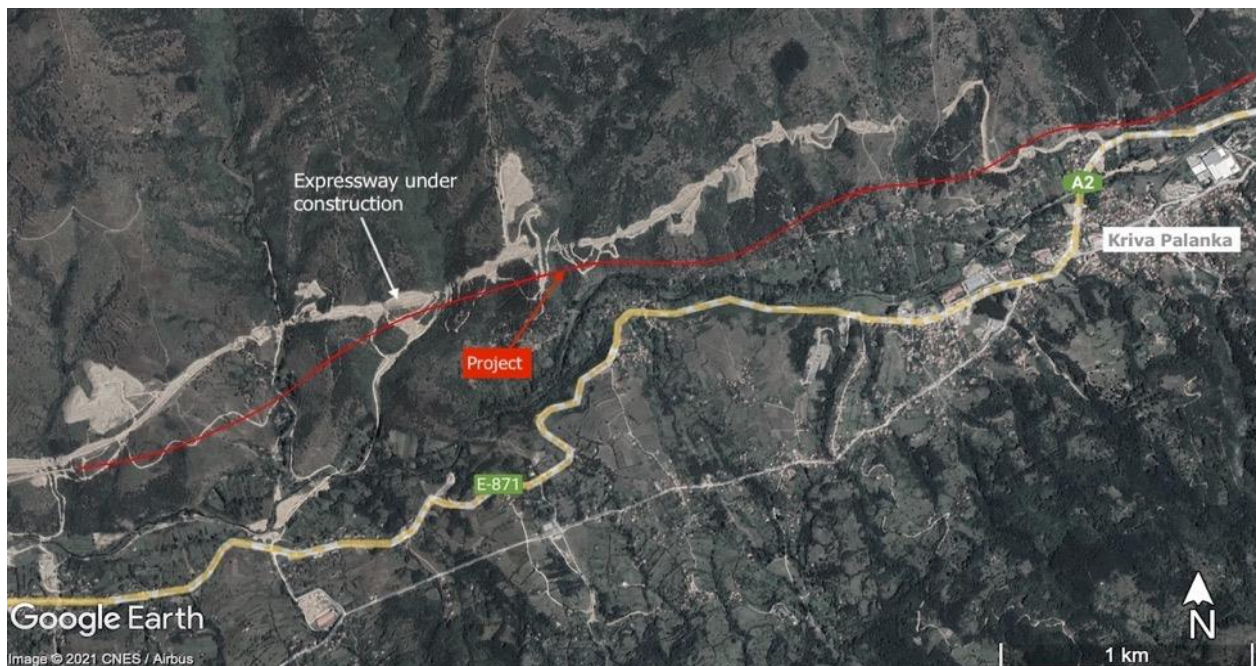 Expressway under
construction
A2
Kriva Palanka
Project
E-871
Google Earth
N
Image © 2021 CNES / Airbus
1 km